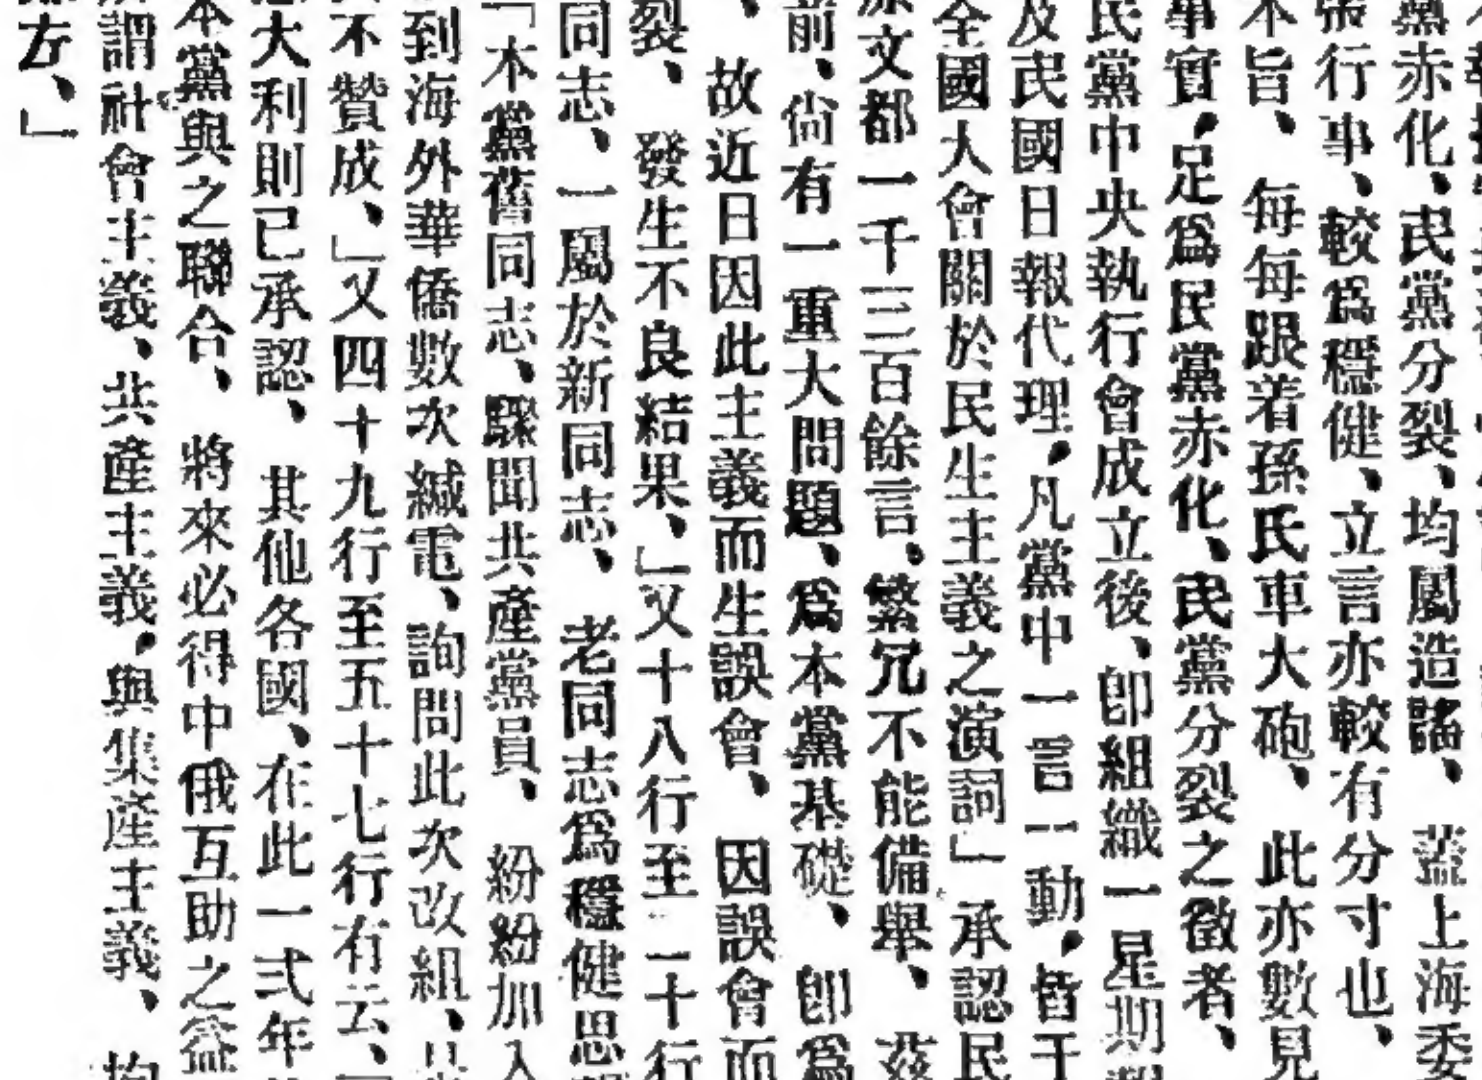 黨赤化、民黨分裂、均屬造謠、蓋上海委
行事、較爲穩健、立言亦較有分寸也、
本旨、每每跟着孫氏車大砲、此亦數見
事實、足爲民黨赤化、民黨分裂之徵者、
民黨中央執行會成立後、卽組織一星期
及民國日報代理、凡黨中一言一動、皆于
全國大會關於民生主義之演詞」承認民
原文都一千三百餘言、繁冗不能備舉、茲
前、尙有一重大問題、爲本黨基礎、卽爲
、故近日因此主義而生誤會、因誤會而
裂、發生不良結果、」又十八行至二十行
同志、一屬於新同志、老同志爲穩健思
「本黨舊同志、驟聞共產黨員、紛紛加入
到海外華僑數次緘電、詢問此次改組、
不贊成、」又四十九行至五十七行有云、「
大利則已承認、其他各國、在此一弍年
本黨與之聯合、將來必得中俄互助之益
所謂社會主義、共產主義、與集產主義、均
左、」